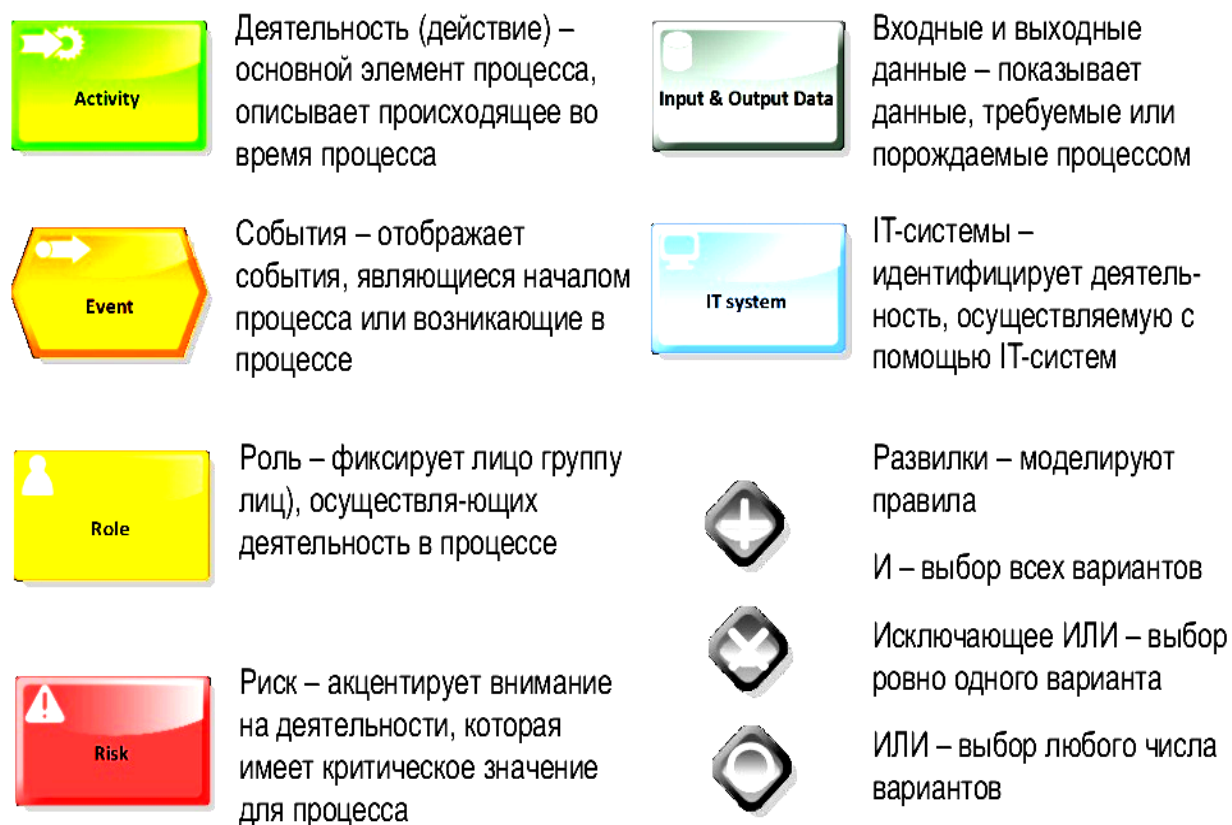 Activity
Деятельность (действие) –
основной элемент процесса,
описывает происходящее во
время процесса
Event
События – отображает
события, являющиеся началом
процесса или возникающие в
процессе
Role
Роль – фиксирует лицо группу
лиц), осуществля-ющих
деятельность в процессе
Risk
Риск – акцентирует внимание
на деятельности, которая
имеет критическое значение
для процесса
Input & Output Data
Входные и выходные
данные – показывает
данные, требуемые или
порождаемые процессом
IT system
IT-системы –
идентифицирует деятель-
ность, осуществляемую с
помощью IT-систем
Развилки – моделируют
правила
И – выбор всех вариантов
Исключающее ИЛИ – выбор
ровно одного варианта
ИЛИ – выбор любого числа
вариантов